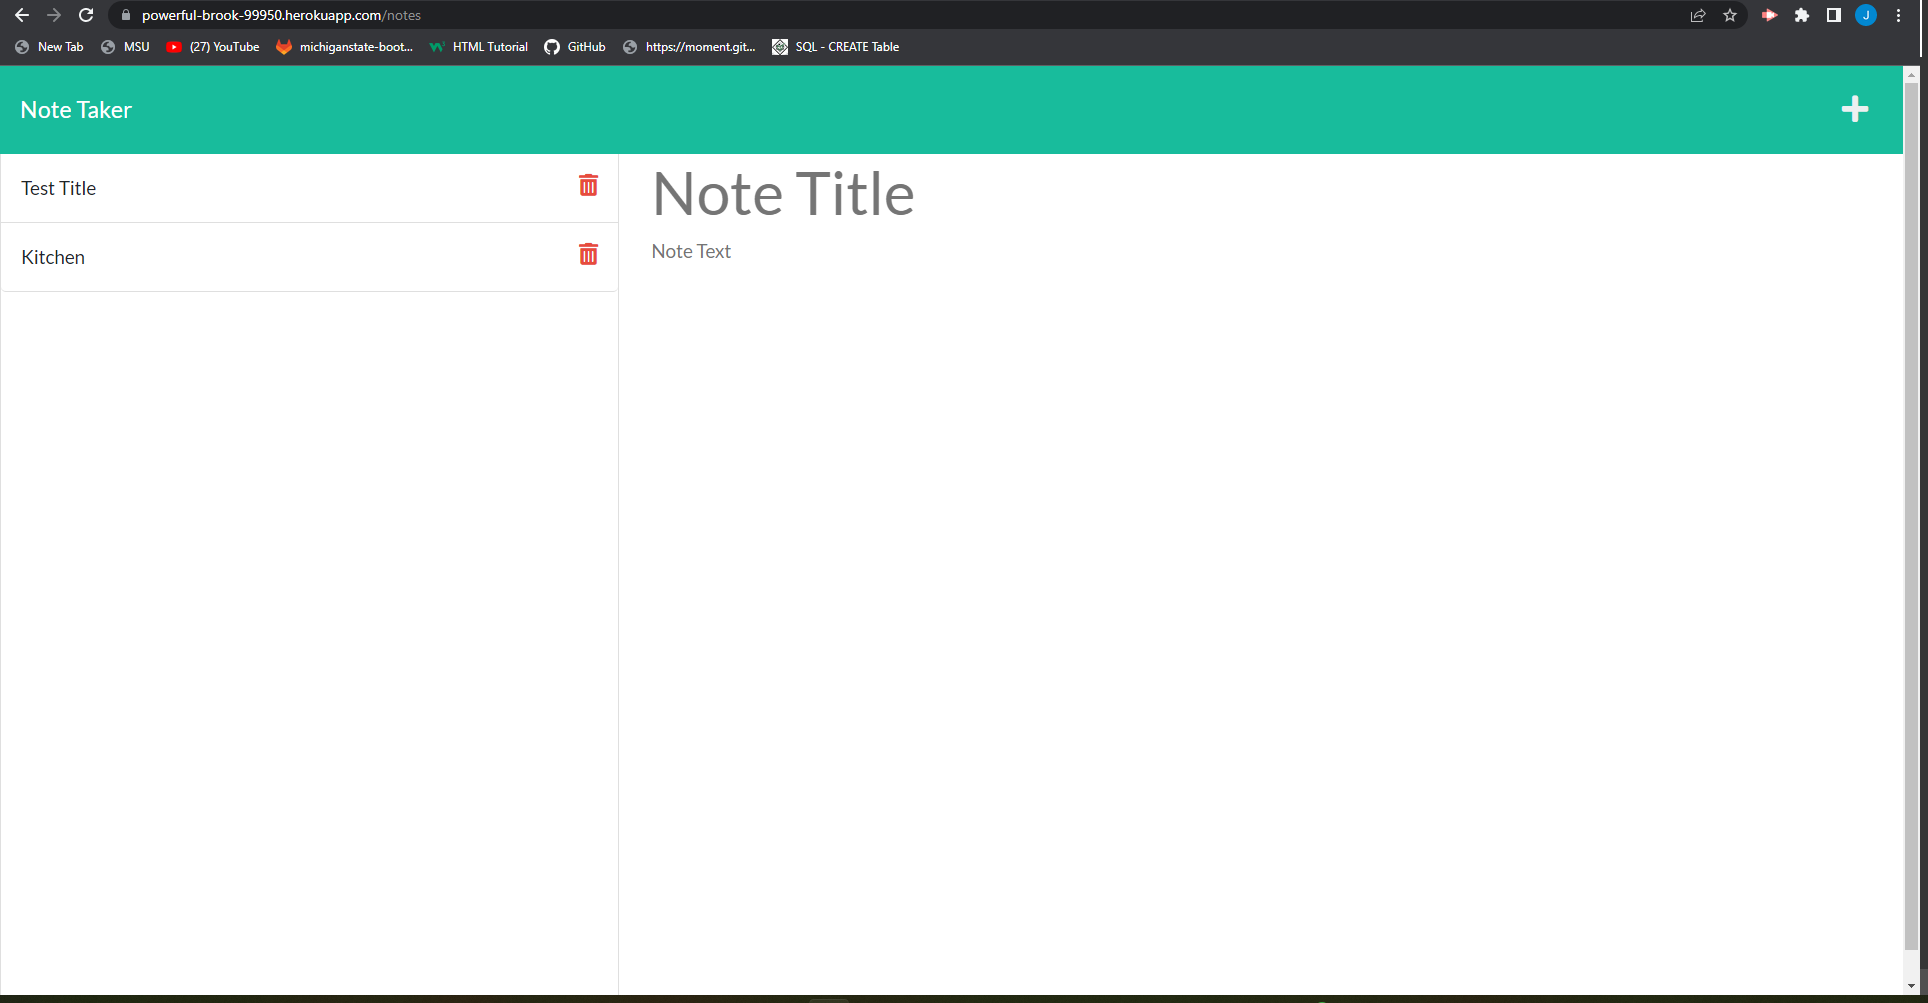 powerful-brook-99950.herokuapp.com/notes
J
New Tab MSU (27) YouTube michiganstate-boot... HTML Tutorial GitHub https://moment.git... SQL - CREATE Table
Note Taker
Test Title
Kitchen
Note Title
Note Text